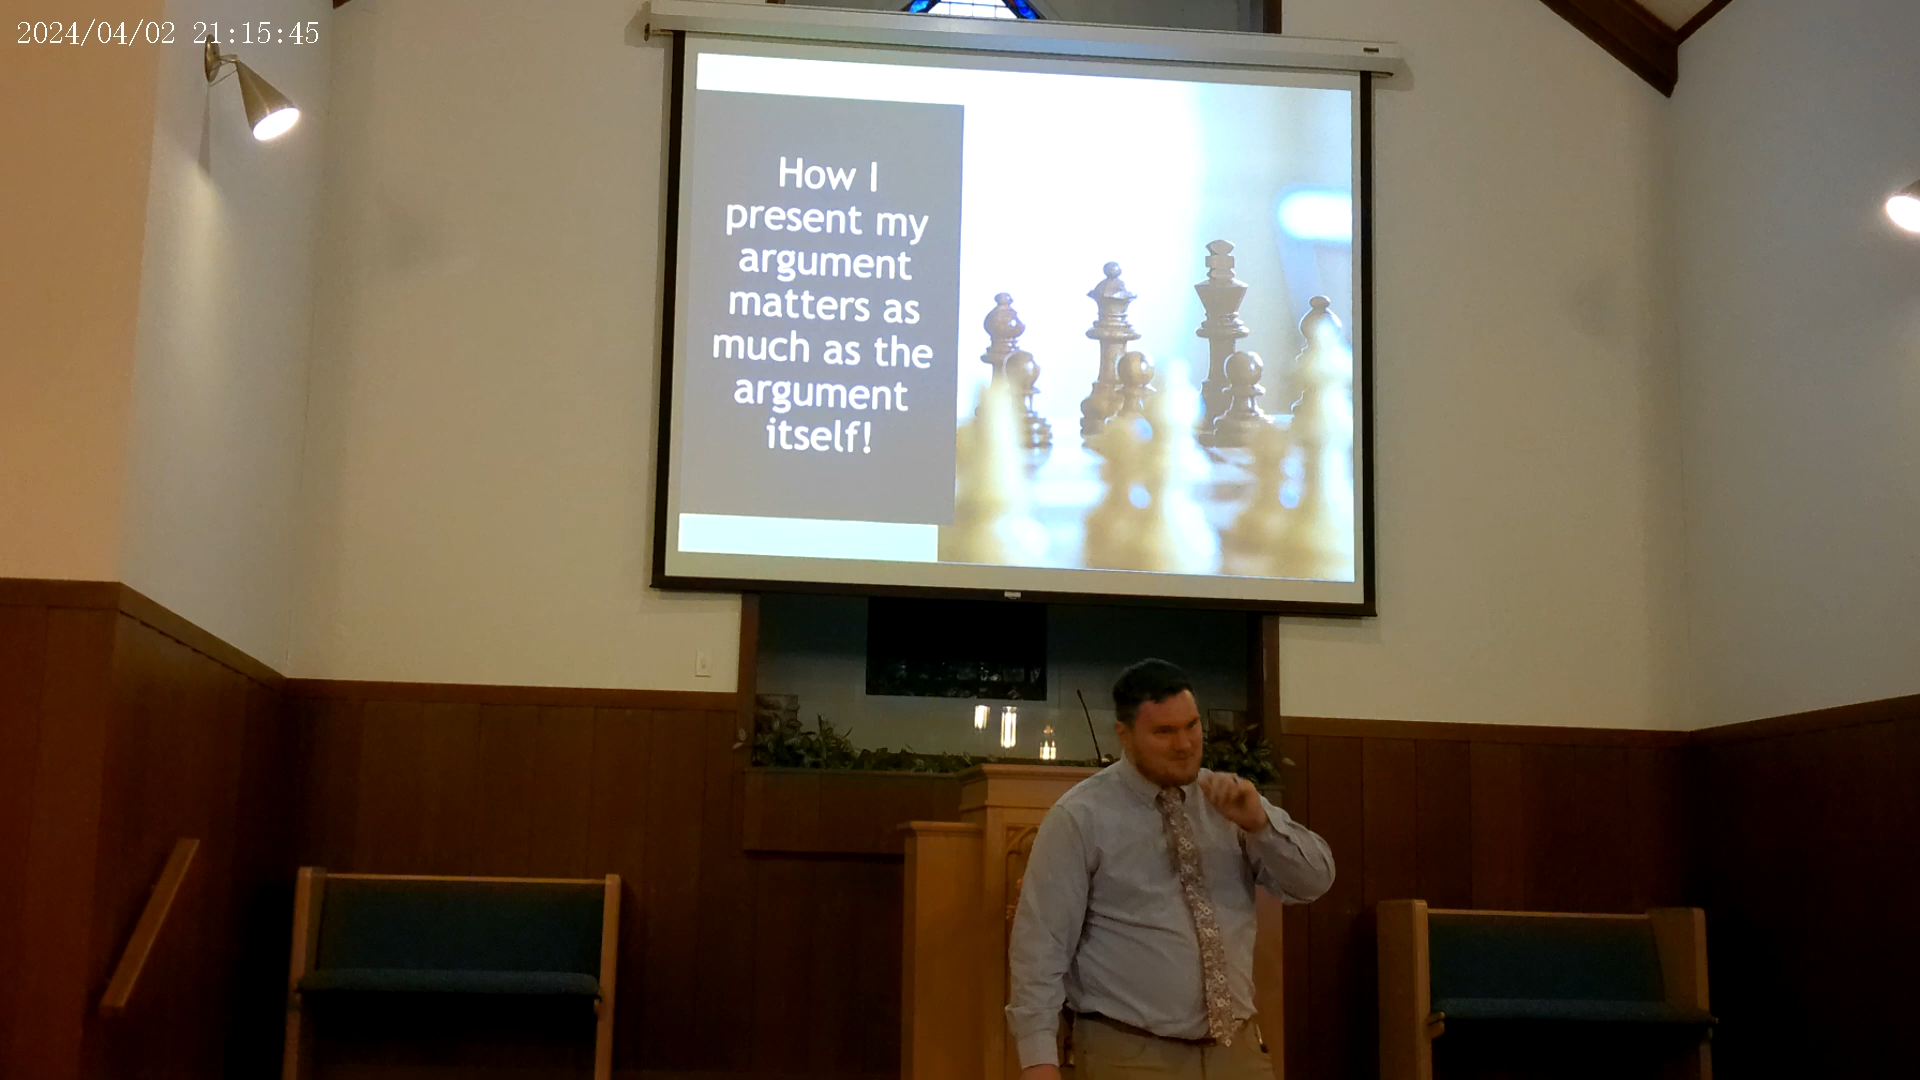 2024/04/02 21:15:45
How I
present my
argument
matters as
much as the
argument
itself!